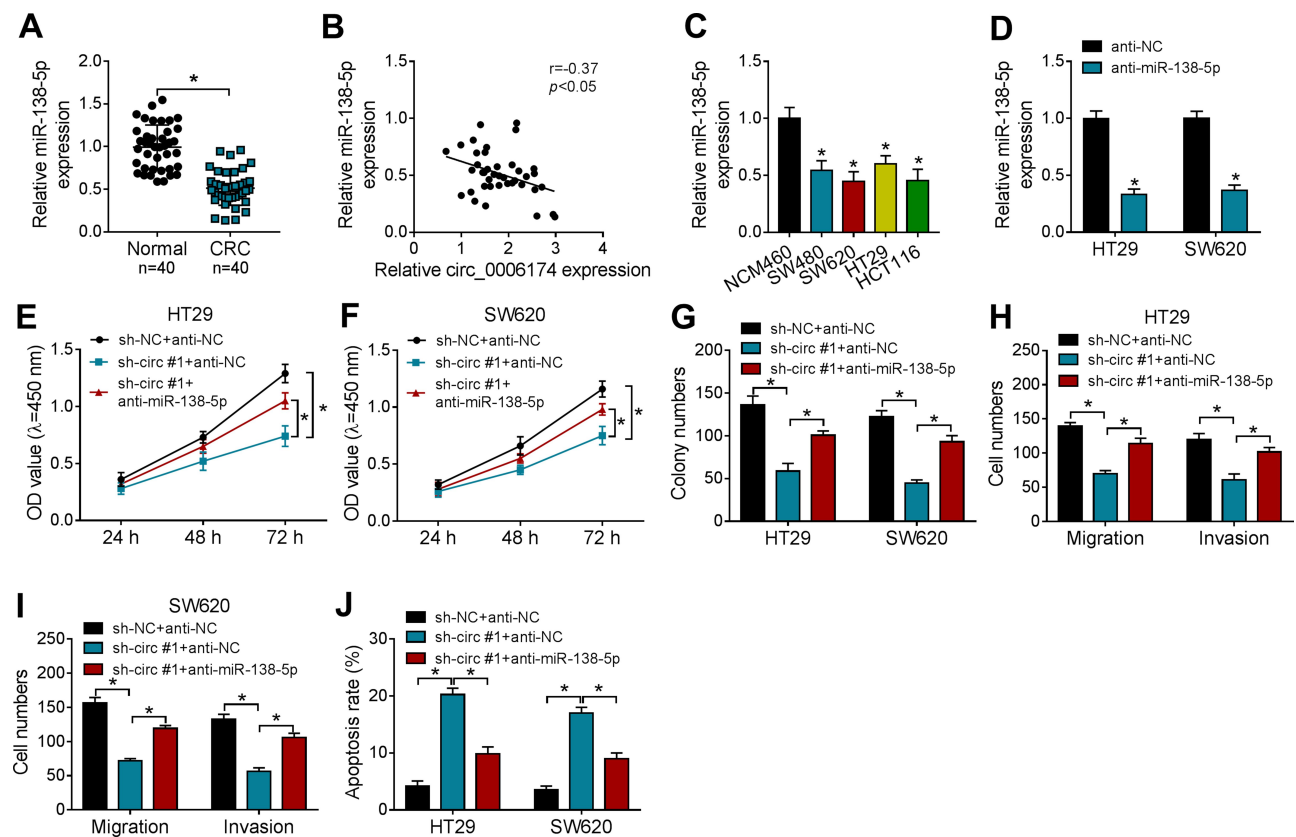 A
Relative miR-138-5p
expression
2.0
1.5
1.0
0.5
0.0
*
Normal
n=40
CRC
n=40
B
Relative miR-138-5p
expression
1.5
1.0
0.5
0.0
r=-0.37
p<0.05
0 1 2 3 4
Relative circ_0006174 expression
C
Relative miR-138-5p
expression
1.5
1.0
0.5
0.0
* * * *
NCM460
SW480
SW620
HT29
HCT116
D
anti-NC
anti-miR-138-5p
Relative miR-138-5p
expression
1.5
1.0
0.5
0.0
* *
HT29 SW620
E
HT29
sh-NC+anti-NC
sh-circ #1+anti-NC
sh-circ #1+
anti-miR-138-5p
OD value (λ=450 nm)
1.5
1.0
0.5
0.0
* *
24 h 48 h 72 h
F
SW620
sh-NC+anti-NC
sh-circ #1+anti-NC
sh-circ #1+
anti-miR-138-5p
OD value (λ=450 nm)
1.5
1.0
0.5
0.0
* *
24 h 48 h 72 h
G
sh-NC+anti-NC
sh-circ #1+anti-NC
sh-circ #1+anti-miR-138-5p
Colony numbers
200
150
100
50
0
* * * *
HT29 SW620
H
HT29
sh-NC+anti-NC
sh-circ #1+anti-NC
sh-circ #1+anti-miR-138-5p
Cell numbers
250
200
150
100
50
0
* * * *
Migration Invasion
I
SW620
sh-NC+anti-NC
sh-circ #1+anti-NC
sh-circ #1+anti-miR-138-5p
Cell numbers
250
200
150
100
50
0
* * * *
Migration Invasion
J
sh-NC+anti-NC
sh-circ #1+anti-NC
sh-circ #1+anti-miR-138-5p
Apoptosis rate (%)
30
20
10
0
* * * *
HT29 SW620